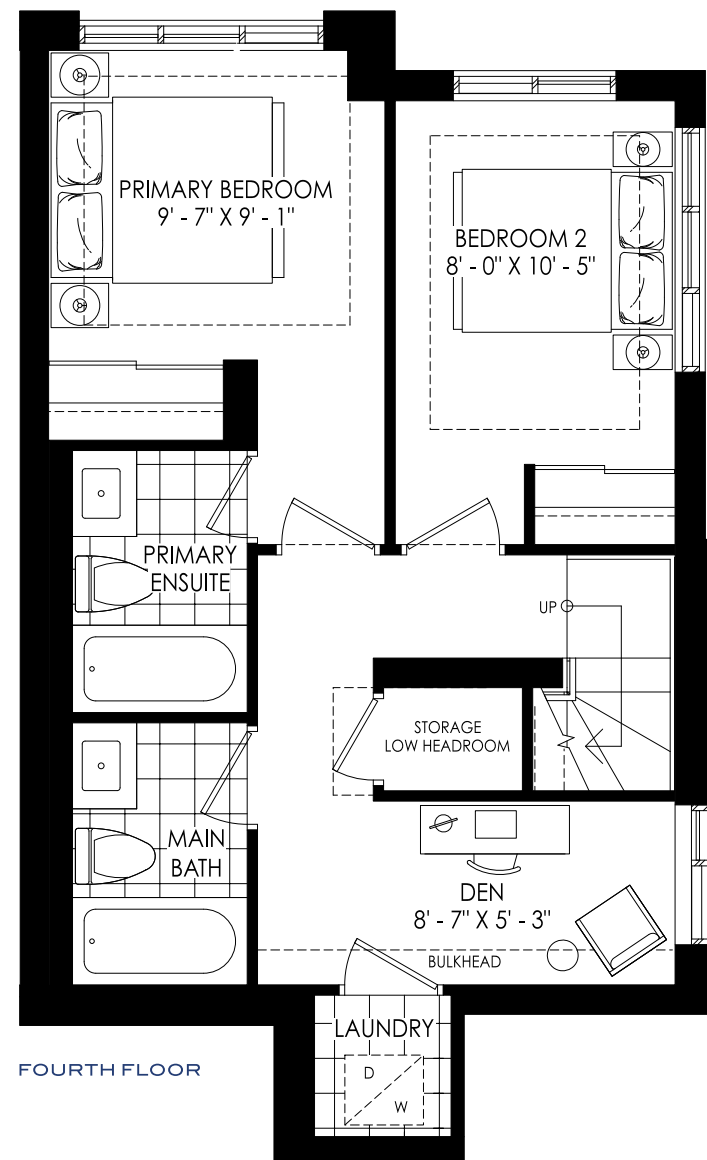 PRIMARY BEDROOM
9' - 7" X 9' - 1"
BEDROOM 2
8' - 0" X 10' - 5"
PRIMARY
ENSUITE
UP
STORAGE
LOW HEADROOM
MAIN
BATH
DEN
8' - 7" X 5' - 3"
BULKHEAD
LAUNDRY
D
W
FOURTH FLOOR